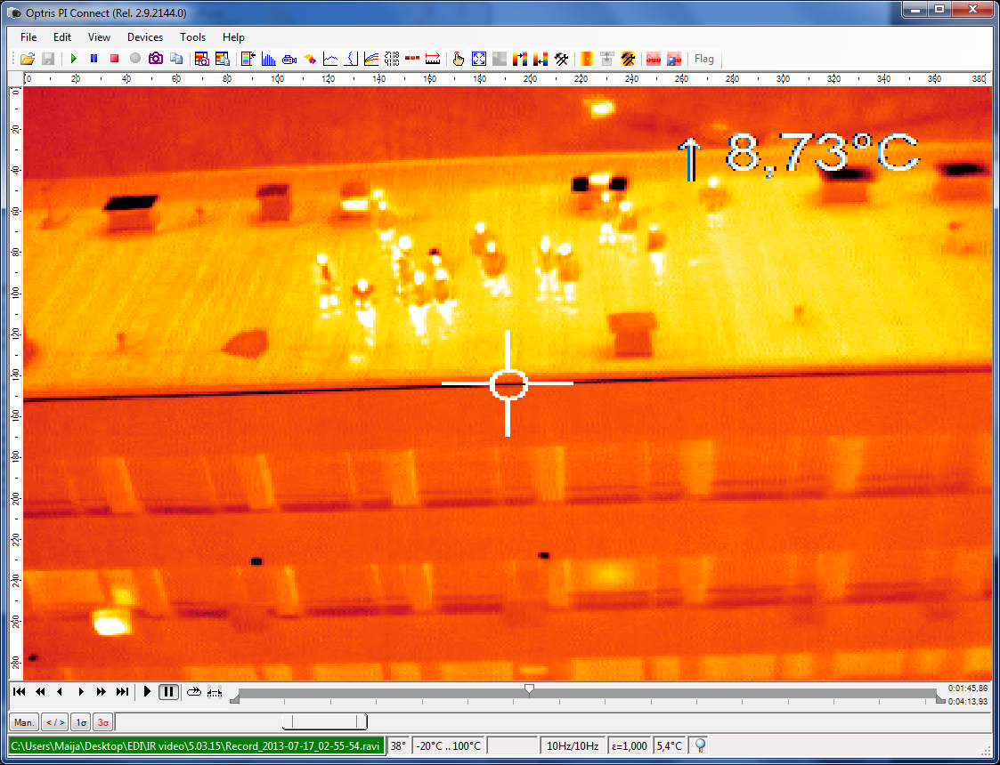 Optris PI Connect (Rel. 2.9.2144.0)
File Edit View Devices Tools Help
Sub Flag
0 20 40 60 80 100 120 140 160 180 200 220 240 260 280 300 320 340 360 380
0
20
40
60
80
100
120
140
160
180
200
220
240
260
280
↑ 8,73°C
0:01:45,86
0:04:13,93
Man. </> 1σ 3σ
C:\Users\Maija\Desktop\EDI\IR video\5.03.15\Record_2013-07-17_02-55-54.ravi 38° -20°C .. 100°C 10Hz/10Hz ε=1,000 5,4°C